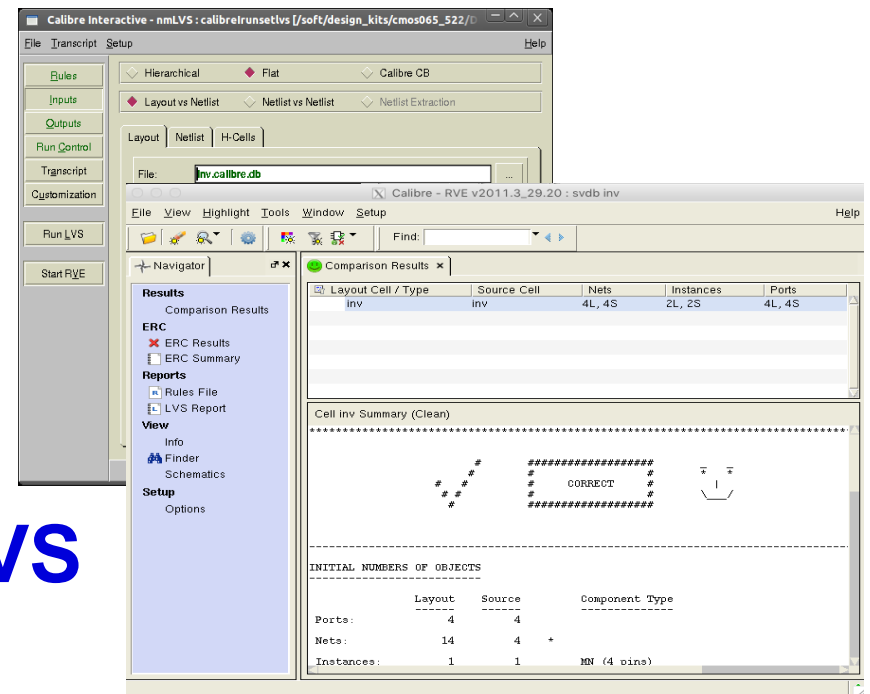 Calibre Interactive - nmLVS : calibreIrunsetlvs [/soft/design_kits/cmos065_522/D
File Transcript Setup Help
Rules
Inputs
Outputs
Run Control
Transcript
Customization
Run LVS
Start RVE
Hierarchical Flat Calibre CB
Layout vs Netlist Netlist vs Netlist Netlist Extraction
Layout Netlist H-Cells
File: inv.calibre.db ...
Calibre - RVE v2011.3_29.20 : svdb inv
File View Highlight Tools Window Setup Help
Find:
Navigator
Results
Comparison Results
ERC
ERC Results
ERC Summary
Reports
Rules File
LVS Report
View
Info
Finder
Schematics
Setup
Options
Comparison Results
Layout Cell / Type Source Cell Nets Instances Ports
inv inv 4L, 4S 2L, 2S 4L, 4S
Cell inv Summary (Clean)
CORRECT
INITIAL NUMBERS OF OBJECTS
Layout Source Component Type
Ports: 4 4
Nets: 14 4 *
Instances: 1 1 MN (4 pins)
VS